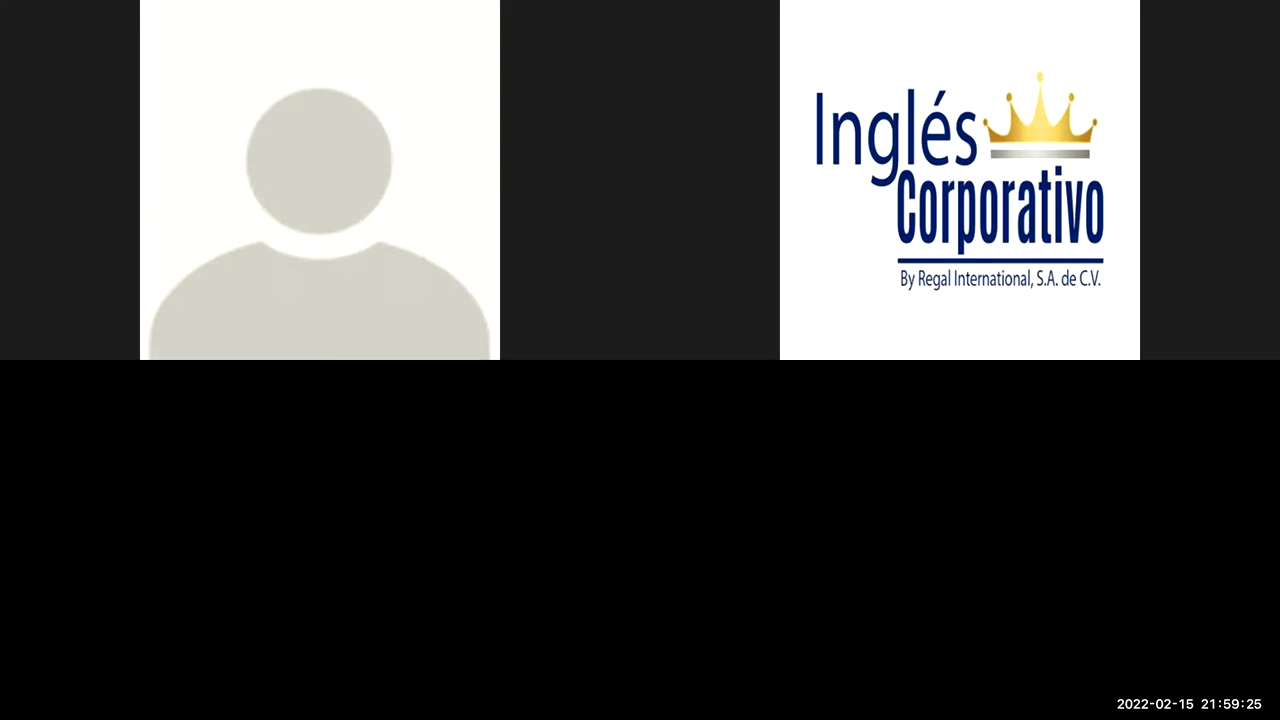 Inglés
Corporativo
By Regal International, S.A. de C.V.
2022-02-15 21:59:25